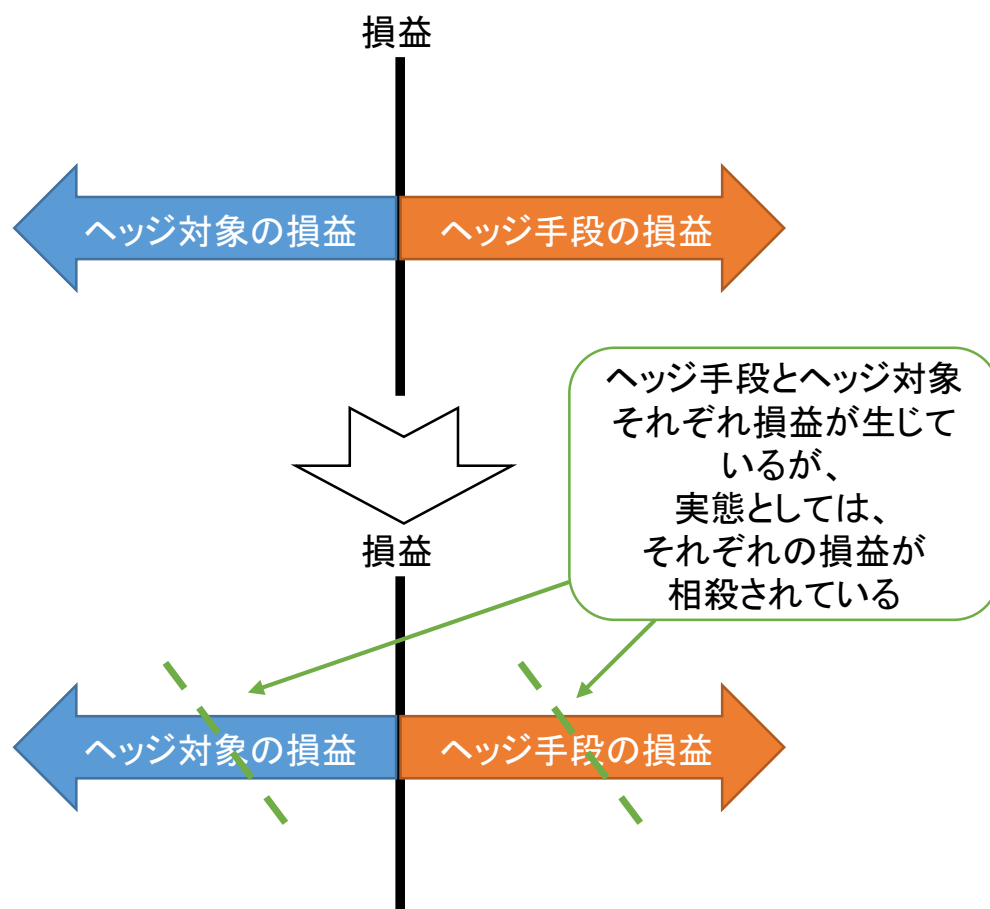 損益
ヘッジ対象の損益
ヘッジ手段の損益
ヘッジ手段とヘッジ対象
それぞれ損益が生じて
いるが、
実態としては、
それぞれの損益が
相殺されている
損益
ヘッジ対象の損益
ヘッジ手段の損益